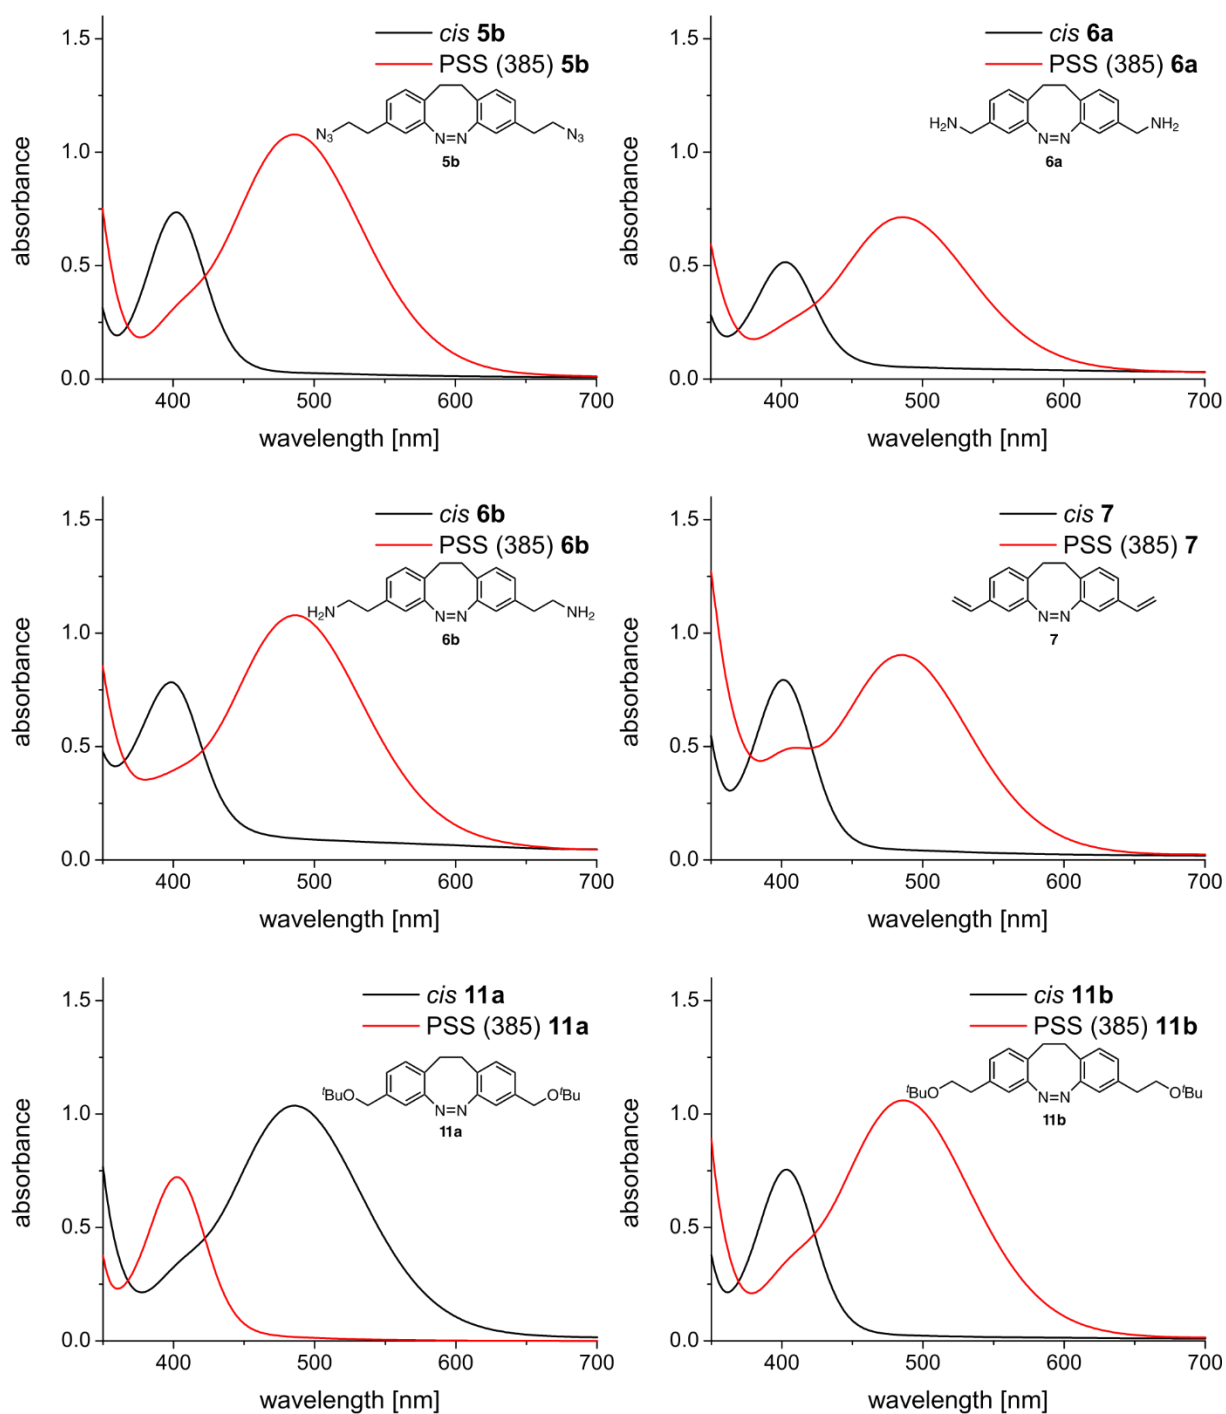 cis 5b
PSS (385) 5b
N3
N=N
N3
5b
1.5
1.0
0.5
0.0
absorbance
400 500 600 700
wavelength [nm]
cis 6a
PSS (385) 6a
H2N
N=N
NH2
6a
1.5
1.0
0.5
0.0
absorbance
400 500 600 700
wavelength [nm]
cis 6b
PSS (385) 6b
H2N
N=N
NH2
6b
1.5
1.0
0.5
0.0
absorbance
400 500 600 700
wavelength [nm]
cis 7
PSS (385) 7
N=N
7
1.5
1.0
0.5
0.0
absorbance
400 500 600 700
wavelength [nm]
cis 11a
PSS (385) 11a
tBuO
N=N
OtBu
11a
1.5
1.0
0.5
0.0
absorbance
400 500 600 700
wavelength [nm]
cis 11b
PSS (385) 11b
tBuO
N=N
OtBu
11b
1.5
1.0
0.5
0.0
absorbance
400 500 600 700
wavelength [nm]